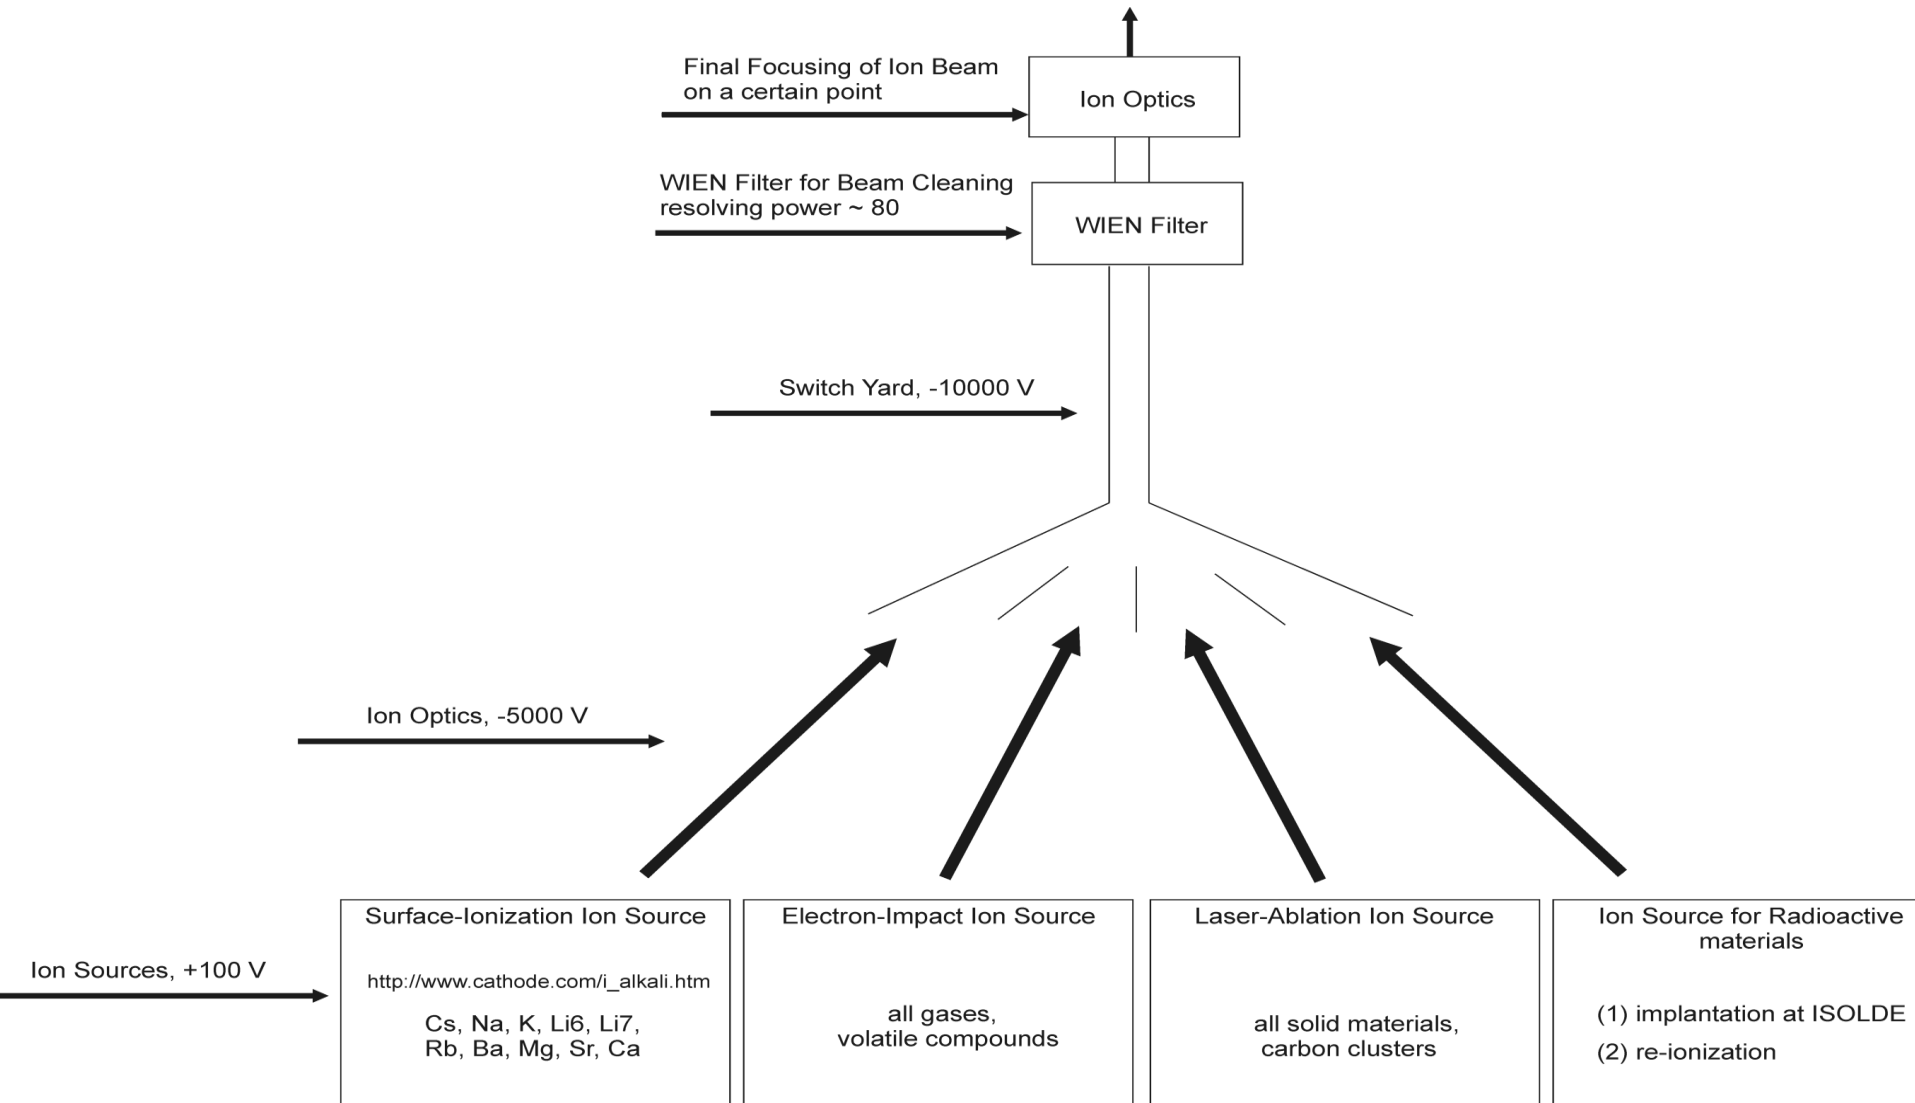 Final Focusing of Ion Beam
on a certain point
Ion Optics
WIEN Filter for Beam Cleaning
resolving power ~ 80
WIEN Filter
Switch Yard, -10000 V
Ion Optics, -5000 V
Ion Sources, +100 V
Surface-Ionization Ion Source
http://www.cathode.com/i_alkali.htm
Cs, Na, K, Li6, Li7,
Rb, Ba, Mg, Sr, Ca
Electron-Impact Ion Source
all gases,
volatile compounds
Laser-Ablation Ion Source
all solid materials,
carbon clusters
Ion Source for Radioactive
materials
(1) implantation at ISOLDE
(2) re-ionization